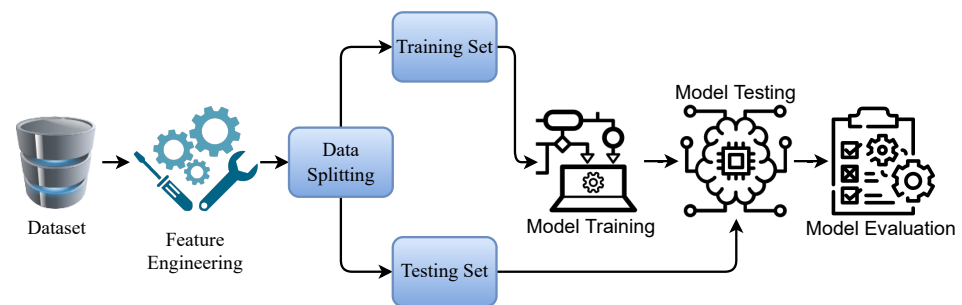 Dataset
Feature
Engineering
Data
Splitting
Training Set
Testing Set
Model Training
Model Testing
Model Evaluation